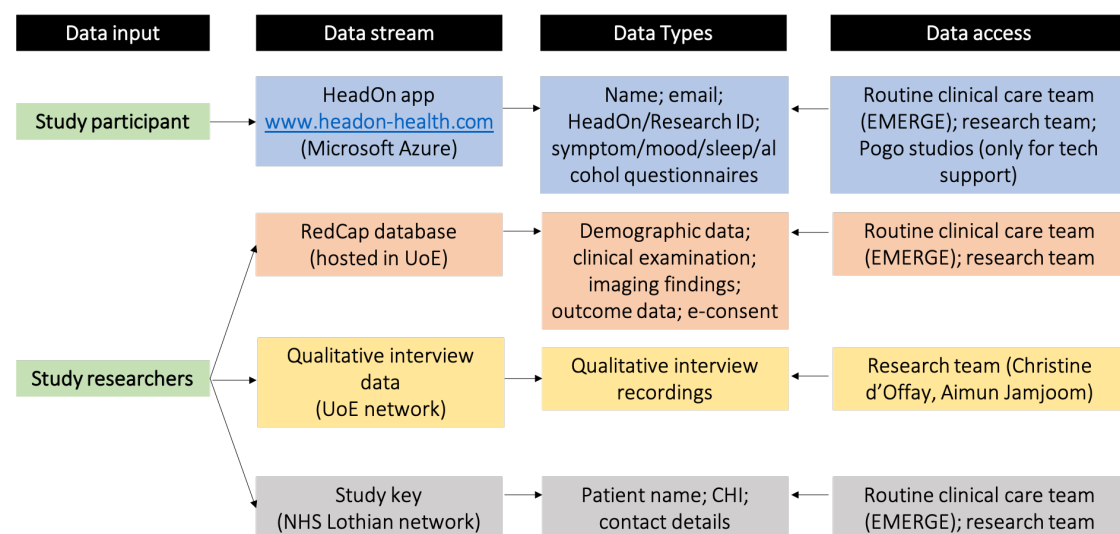 Data input
Data stream
Data Types
Data access
Study participant
HeadOn app
www.headon-health.com
(Microsoft Azure)
Name; email;
HeadOn/Research ID;
symptom/mood/sleep/al
cohol questionnaires
Routine clinical care team
(EMERGE); research team;
Pogo studios (only for tech
support)
Study researchers
RedCap database
(hosted in UoE)
Demographic data;
clinical examination;
imaging findings;
outcome data; e-consent
Routine clinical care team
(EMERGE); research team
Qualitative interview
data
(UoE network)
Qualitative interview
recordings
Research team (Christine
d’Offay, Aimun Jamjoom)
Study key
(NHS Lothian network)
Patient name; CHI;
contact details
Routine clinical care team
(EMERGE); research team